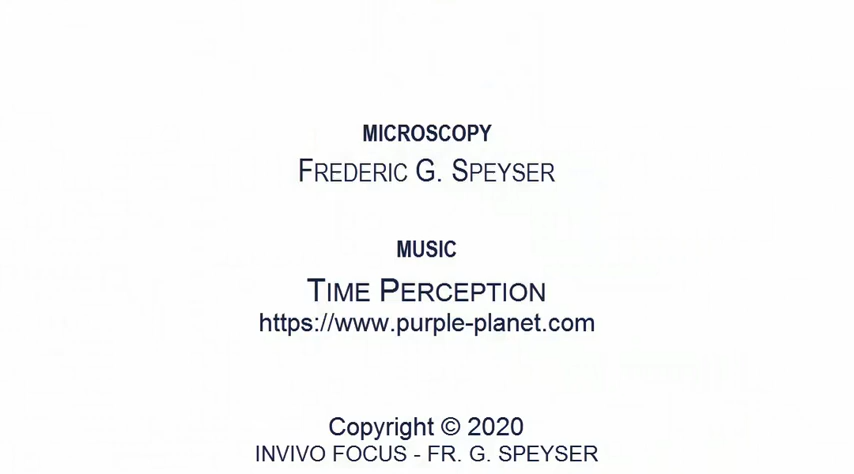 MICROSCOPY
FREDERIC G. SPEYSER
MUSIC
TIME PERCEPTION
https://www.purple-planet.com
Copyright © 2020
INVIVO FOCUS - FR. G. SPEYSER